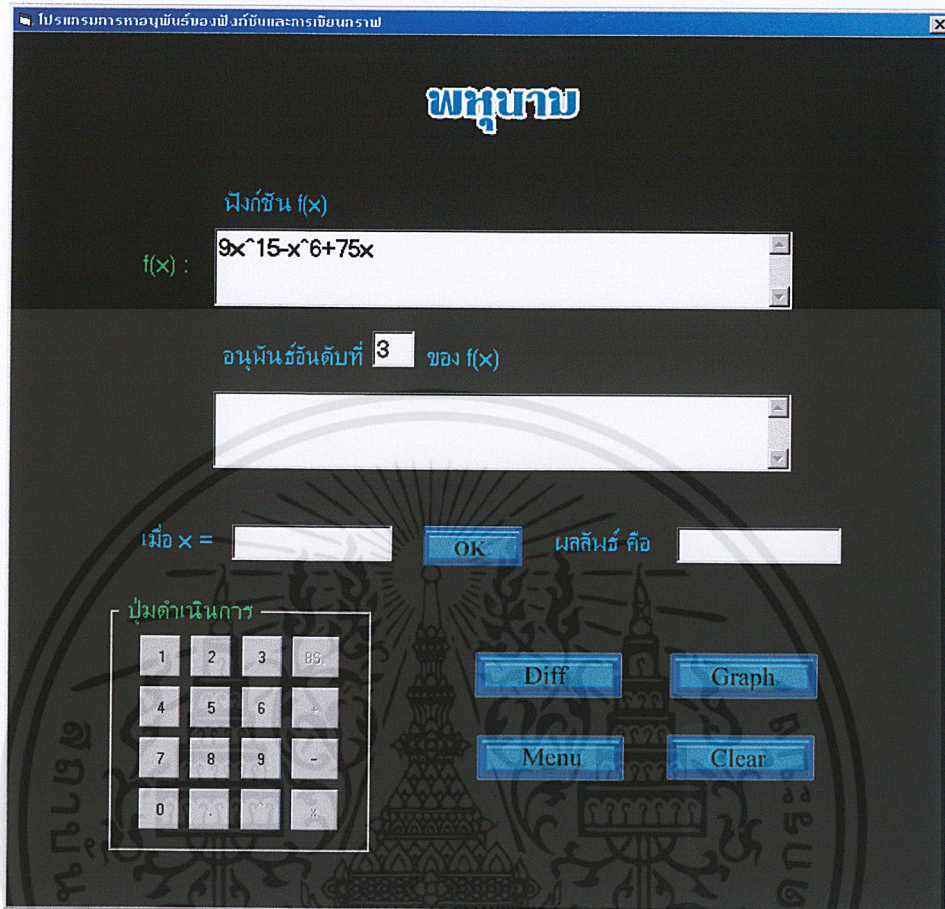 โปรแกรมการหาอนุพันธ์ของฟังก์ชันและการเขียนกราฟ
พหุนาม
ฟังก์ชัน f(x)
f(x) :
9x^15-x^6+75x
อนุพันธ์อันดับที่ 3 ของ f(x)
เมื่อ x =
OK
ผลลัพธ์ คือ
ปุ่มดำเนินการ
1 2 3 BS
4 5 6 +
7 8 9 -
0 . ^ x
Diff Graph
Menu Clear